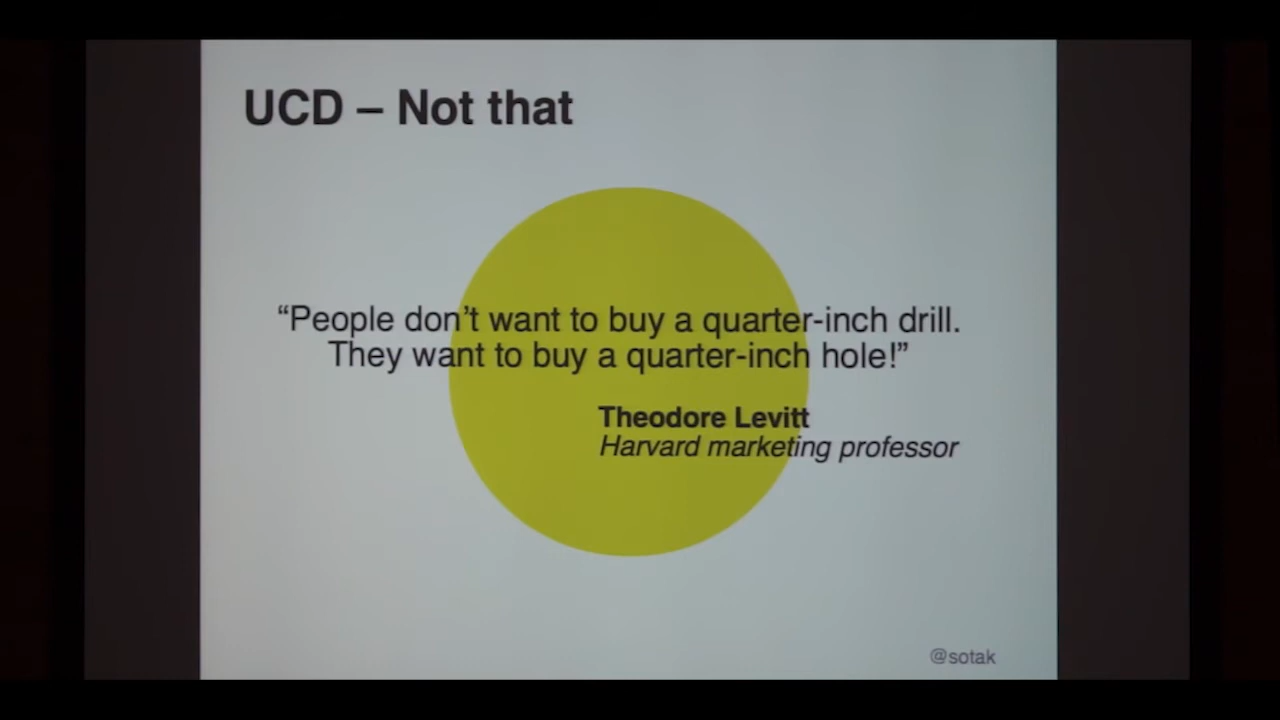 UCD – Not that
“People don’t want to buy a quarter-inch drill.
They want to buy a quarter-inch hole!”
Theodore Levitt
Harvard marketing professor
@sotak